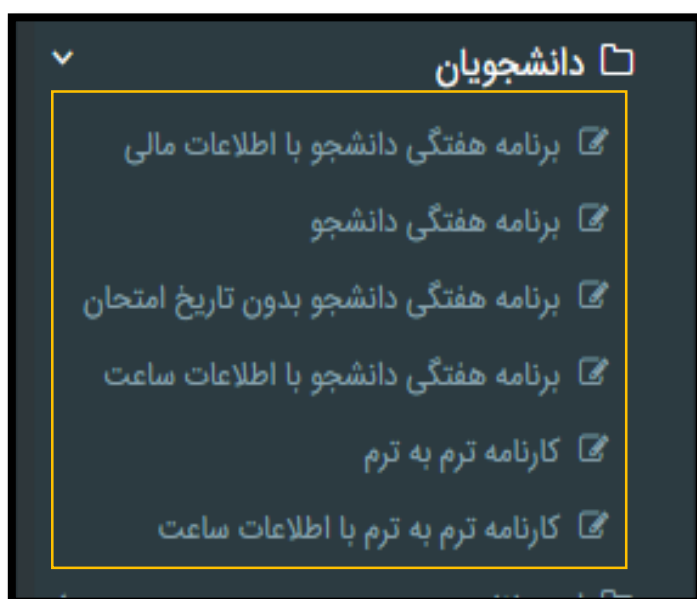 دانشجویان
برنامه هفتگی دانشجو با اطلاعات مالی
برنامه هفتگی دانشجو
برنامه هفتگی دانشجو بدون تاریخ امتحان
برنامه هفتگی دانشجو با اطلاعات ساعت
کارنامه ترم به ترم
کارنامه ترم به ترم با اطلاعات ساعت